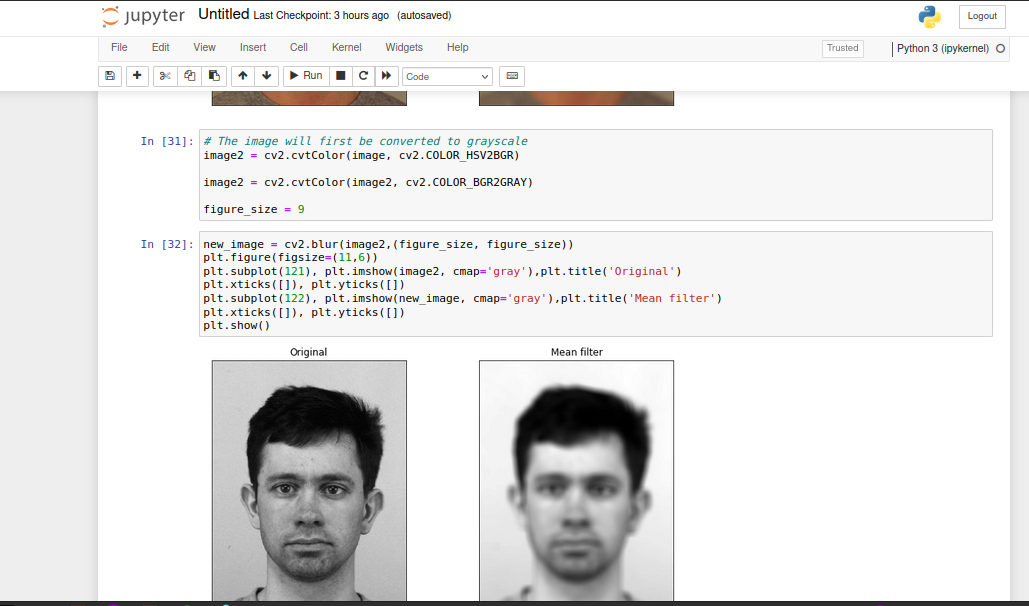 jupyter Untitled Last Checkpoint: 3 hours ago (autosaved) Logout
File Edit View Insert Cell Kernel Widgets Help Trusted Python 3 (ipykernel)
Run Code
In [31]: # The image will first be converted to grayscale
image2 = cv2.cvtColor(image, cv2.COLOR_HSV2BGR)
image2 = cv2.cvtColor(image2, cv2.COLOR_BGR2GRAY)
figure_size = 9
In [32]: new_image = cv2.blur(image2,(figure_size, figure_size))
plt.figure(figsize=(11,6))
plt.subplot(121), plt.imshow(image2, cmap='gray'),plt.title('Original')
plt.xticks([]), plt.yticks([])
plt.subplot(122), plt.imshow(new_image, cmap='gray'),plt.title('Mean filter')
plt.xticks([]), plt.yticks([])
plt.show()
Original Mean filter